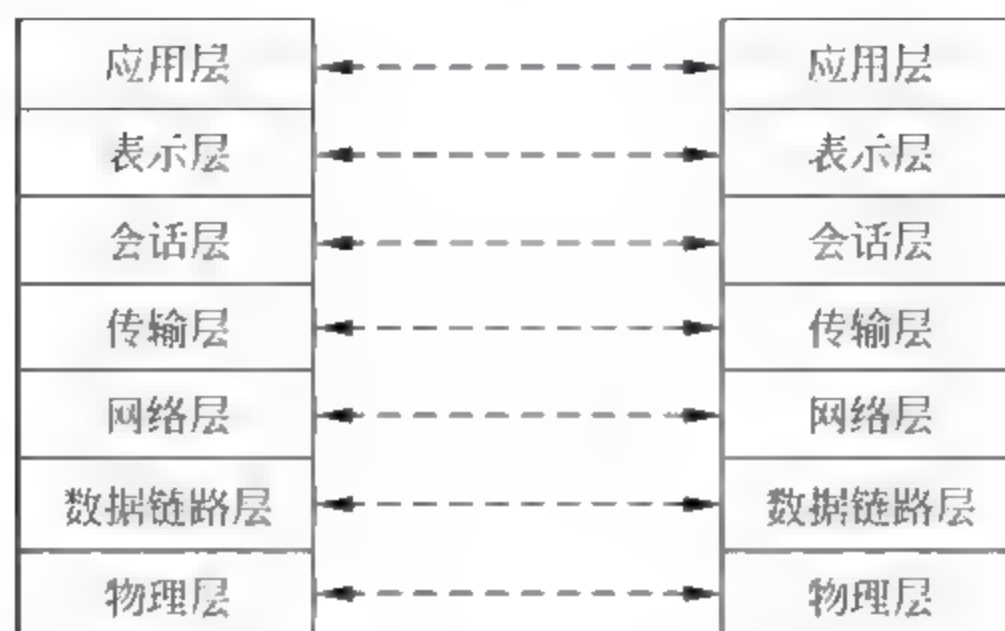 应用层 应用层
表示层 表示层
会话层 会话层
传输层 传输层
网络层 网络层
数据链路层 数据链路层
物理层 物理层